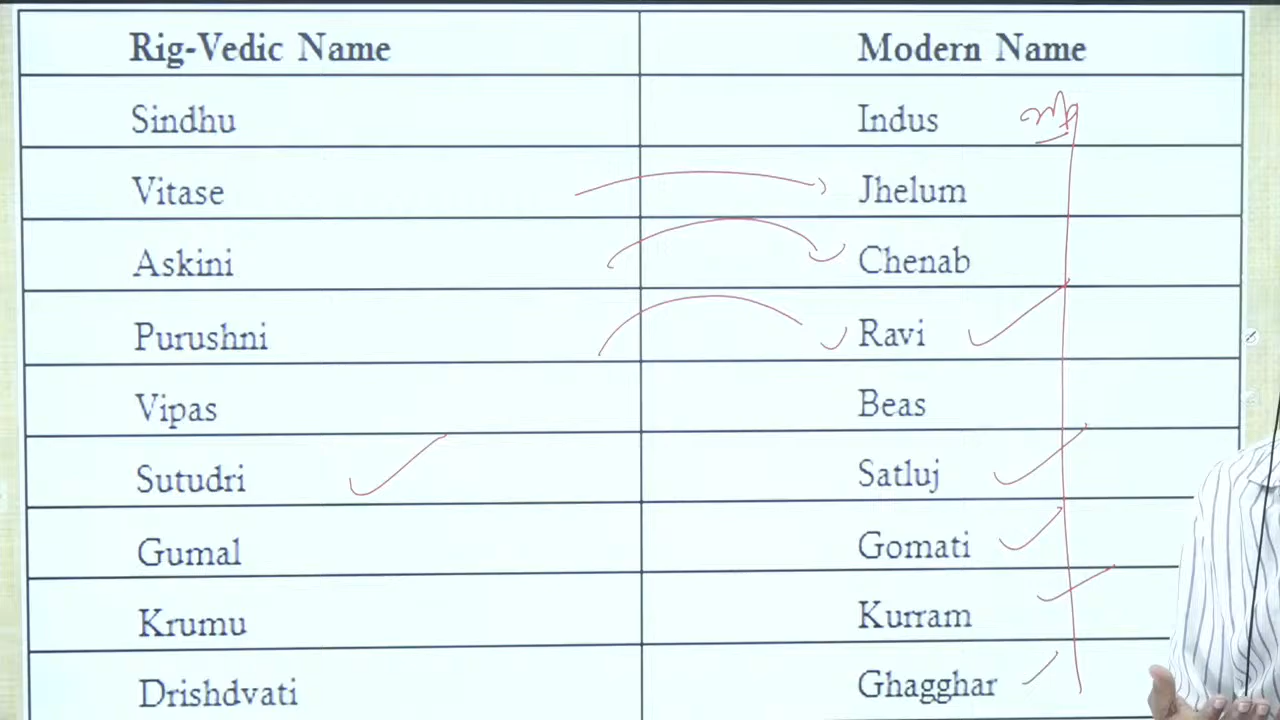 Rig-Vedic Name Modern Name
Sindhu Indus
Vitase Jhelum
Askini Chenab
Purushni Ravi
Vipas Beas
Sutudri Satluj
Gumal Gomati
Krumu Kurram
Drishdvati Ghagghar